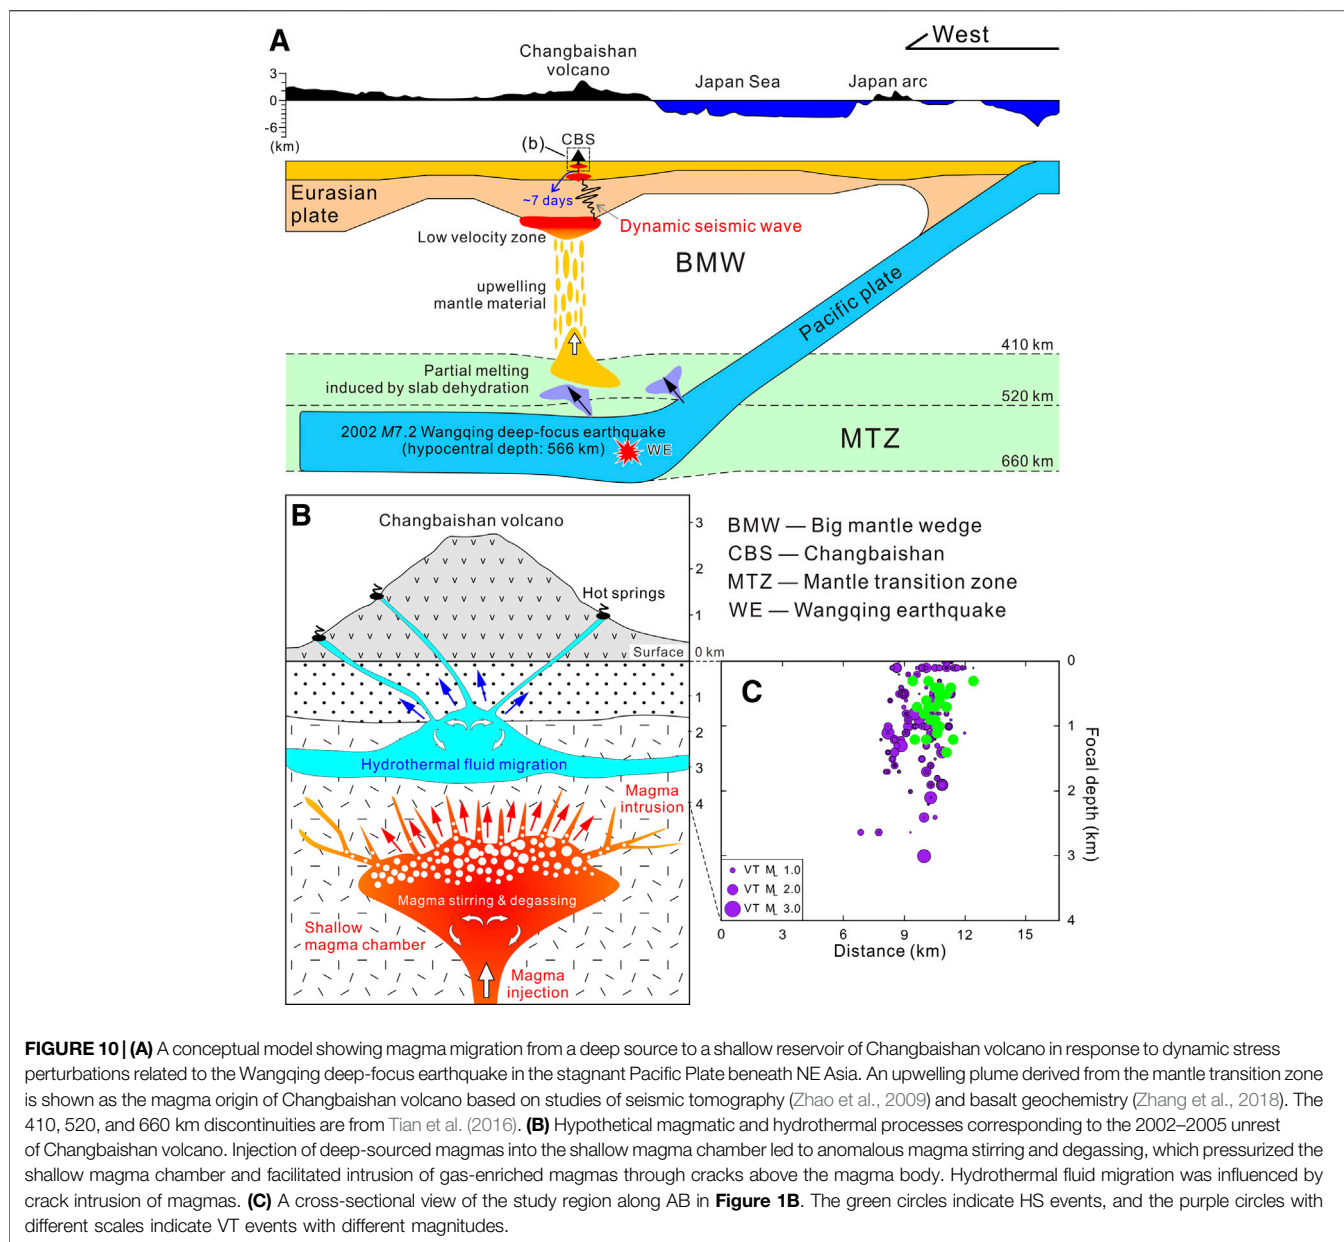 A
West
Changbaishan
volcano
Japan Sea
Japan arc
3
0
-6
(km)
(b)
CBS
Eurasian
plate
~7 days
Dynamic seismic wave
Low velocity zone
BMW
upwelling
mantle material
Pacific plate
410 km
Partial melting
induced by slab dehydration
520 km
2002 M7.2 Wangqing deep-focus earthquake
(hypocentral depth: 566 km)
WE
MTZ
660 km
B
Changbaishan volcano
3
2
Hot springs
1
Surface
0 km
1
2
Hydrothermal fluid migration
3
Magma
intrusion
4
Magma stirring & degassing
Shallow
magma chamber
Magma
injection
BMW — Big mantle wedge
CBS — Changbaishan
MTZ — Mantle transition zone
WE — Wangqing earthquake
C
0
1
2
3
4
Focal depth (km)
VT ML 1.0
VT ML 2.0
VT ML 3.0
0 3 6 9 12 15
Distance (km)
FIGURE 10 | (A) A conceptual model showing magma migration from a deep source to a shallow reservoir of Changbaishan volcano in response to dynamic stress
perturbations related to the Wangqing deep-focus earthquake in the stagnant Pacific Plate beneath NE Asia. An upwelling plume derived from the mantle transition zone
is shown as the magma origin of Changbaishan volcano based on studies of seismic tomography (Zhao et al., 2009) and basalt geochemistry (Zhang et al., 2018). The
410, 520, and 660 km discontinuities are from Tian et al. (2016). (B) Hypothetical magmatic and hydrothermal processes corresponding to the 2002–2005 unrest
of Changbaishan volcano. Injection of deep-sourced magmas into the shallow magma chamber led to anomalous magma stirring and degassing, which pressurized the
shallow magma chamber and facilitated intrusion of gas-enriched magmas through cracks above the magma body. Hydrothermal fluid migration was influenced by
crack intrusion of magmas. (C) A cross-sectional view of the study region along AB in Figure 1B. The green circles indicate HS events, and the purple circles with
different scales indicate VT events with different magnitudes.